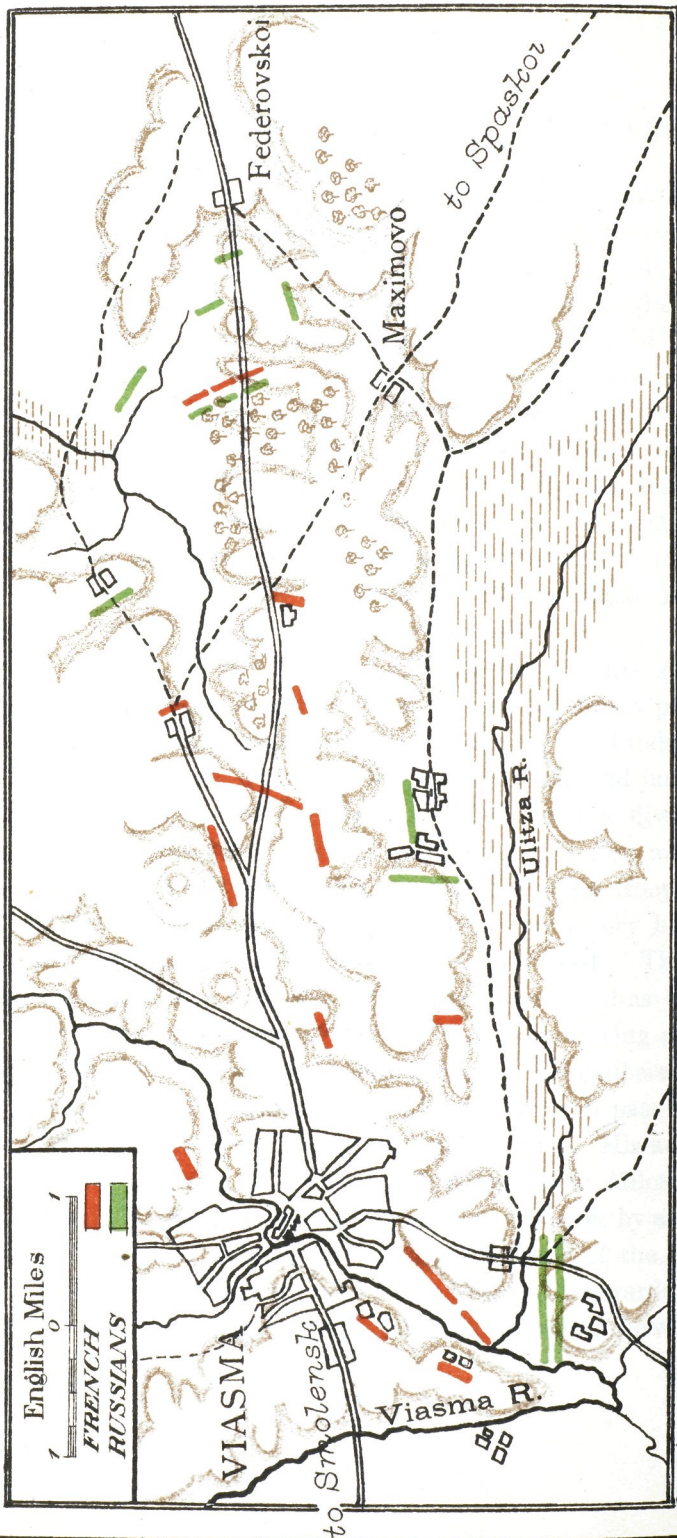 English Miles
1 0 1
FRENCH
RUSSIANS
VIASMA
to Smolensk
Viasma R.
Ulitza R.
Maximovo
to Spaskoi
Federovskoi